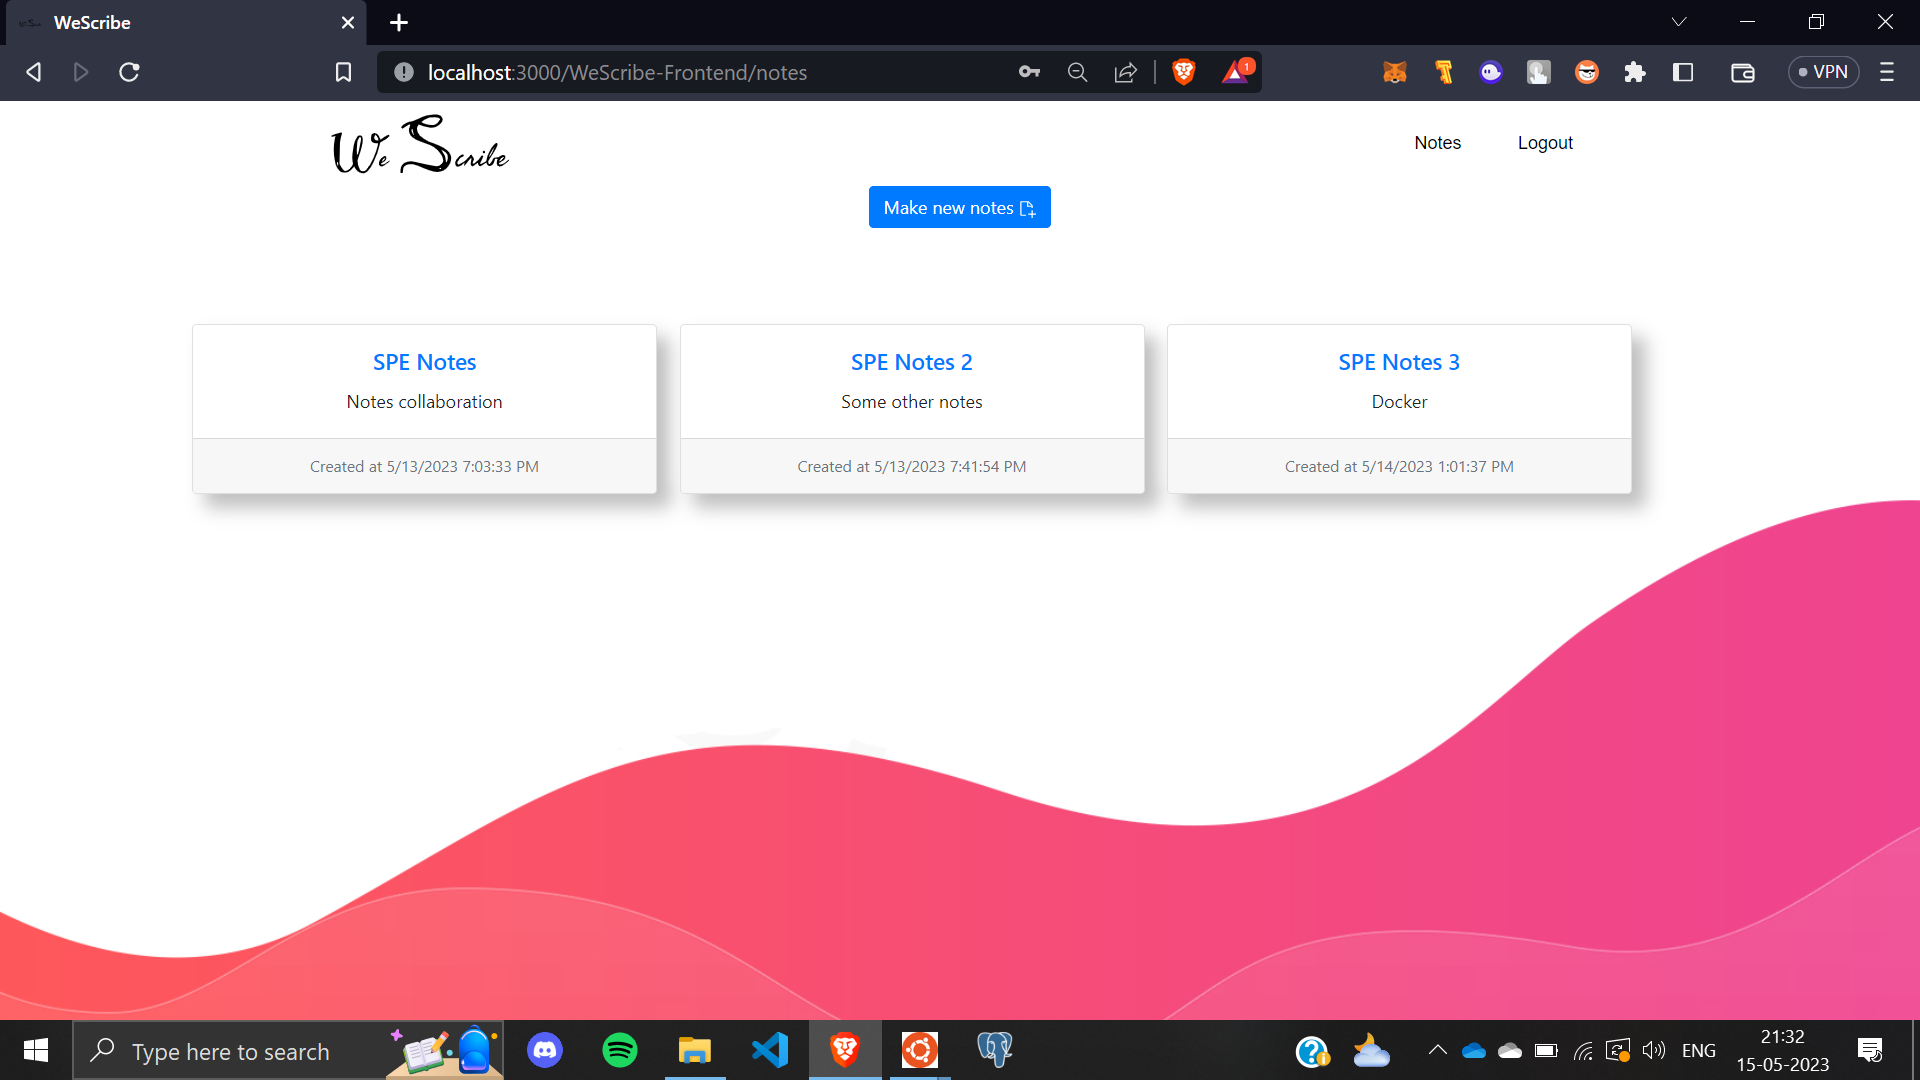 WeScribe
localhost:3000/WeScribe-Frontend/notes
1
VPN
We Scribe
Notes
Logout
Make new notes
SPE Notes
Notes collaboration
Created at 5/13/2023 7:03:33 PM
SPE Notes 2
Some other notes
Created at 5/13/2023 7:41:54 PM
SPE Notes 3
Docker
Created at 5/14/2023 1:01:37 PM
Type here to search
ENG
21:32
15-05-2023